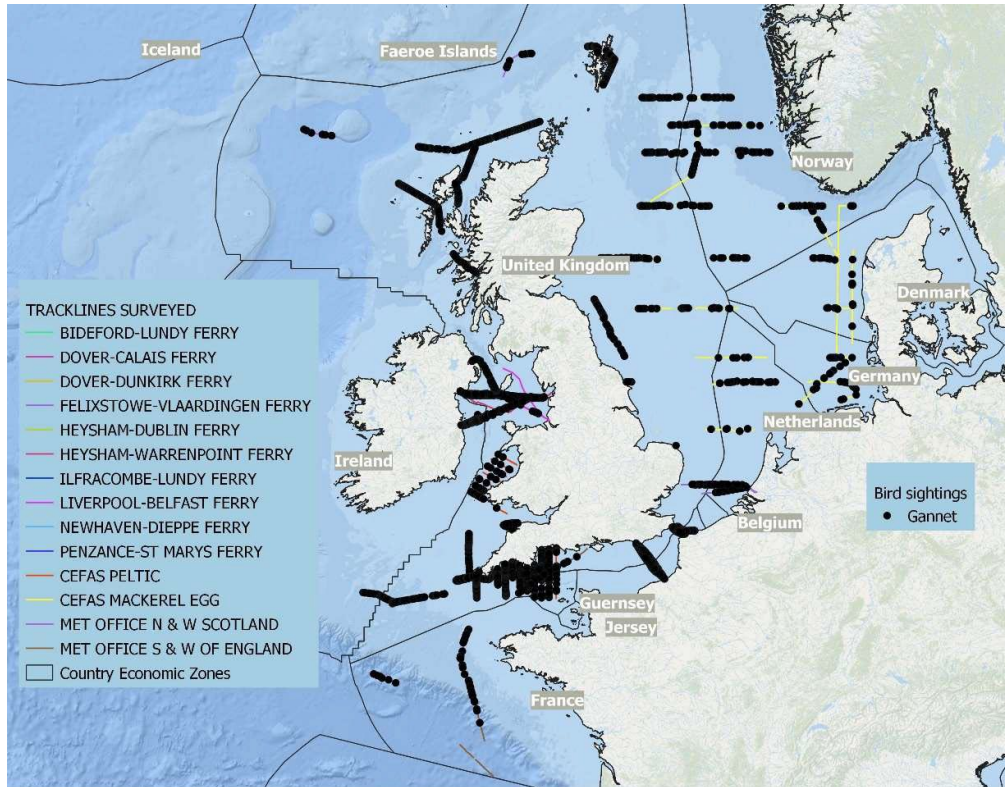 Iceland
Faeroe Islands
Norway
United Kingdom
Denmark
Germany
Netherlands
Ireland
Belgium
Guernsey
Jersey
France
TRACKLINES SURVEYED
BIDEFORD-LUNDY FERRY
DOVER-CALAIS FERRY
DOVER-DUNKIRK FERRY
FELIXSTOWE-VLAARDINGEN FERRY
HEYSHAM-DUBLIN FERRY
HEYSHAM-WARRENPOINT FERRY
ILFRACOMBE-LUNDY FERRY
LIVERPOOL-BELFAST FERRY
NEWHAVEN-DIEPPE FERRY
PENZANCE-ST MARYS FERRY
CEFAS PELTIC
CEFAS MACKEREL EGG
MET OFFICE N & W SCOTLAND
MET OFFICE S & W OF ENGLAND
Country Economic Zones
Bird sightings
Gannet